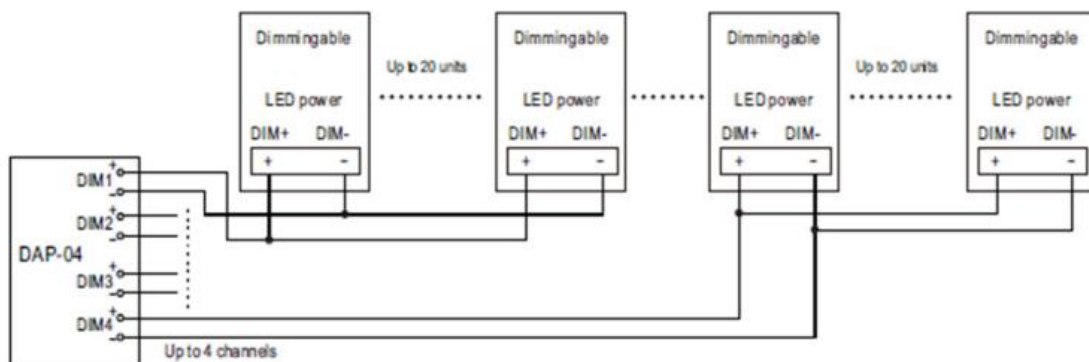 Dimmingable
Dimmingable
Dimmingable
Dimmingable
Up to 20 units
Up to 20 units
LED power
LED power
LED power
LED power
DIM+ DIM-
DIM+ DIM-
DIM+ DIM-
DIM+ DIM-
+ -
+ -
+ -
+ -
DAP-04
+
DIM1
-
+
DIM2
-
+
DIM3
-
+
DIM4
-
Up to 4 channels